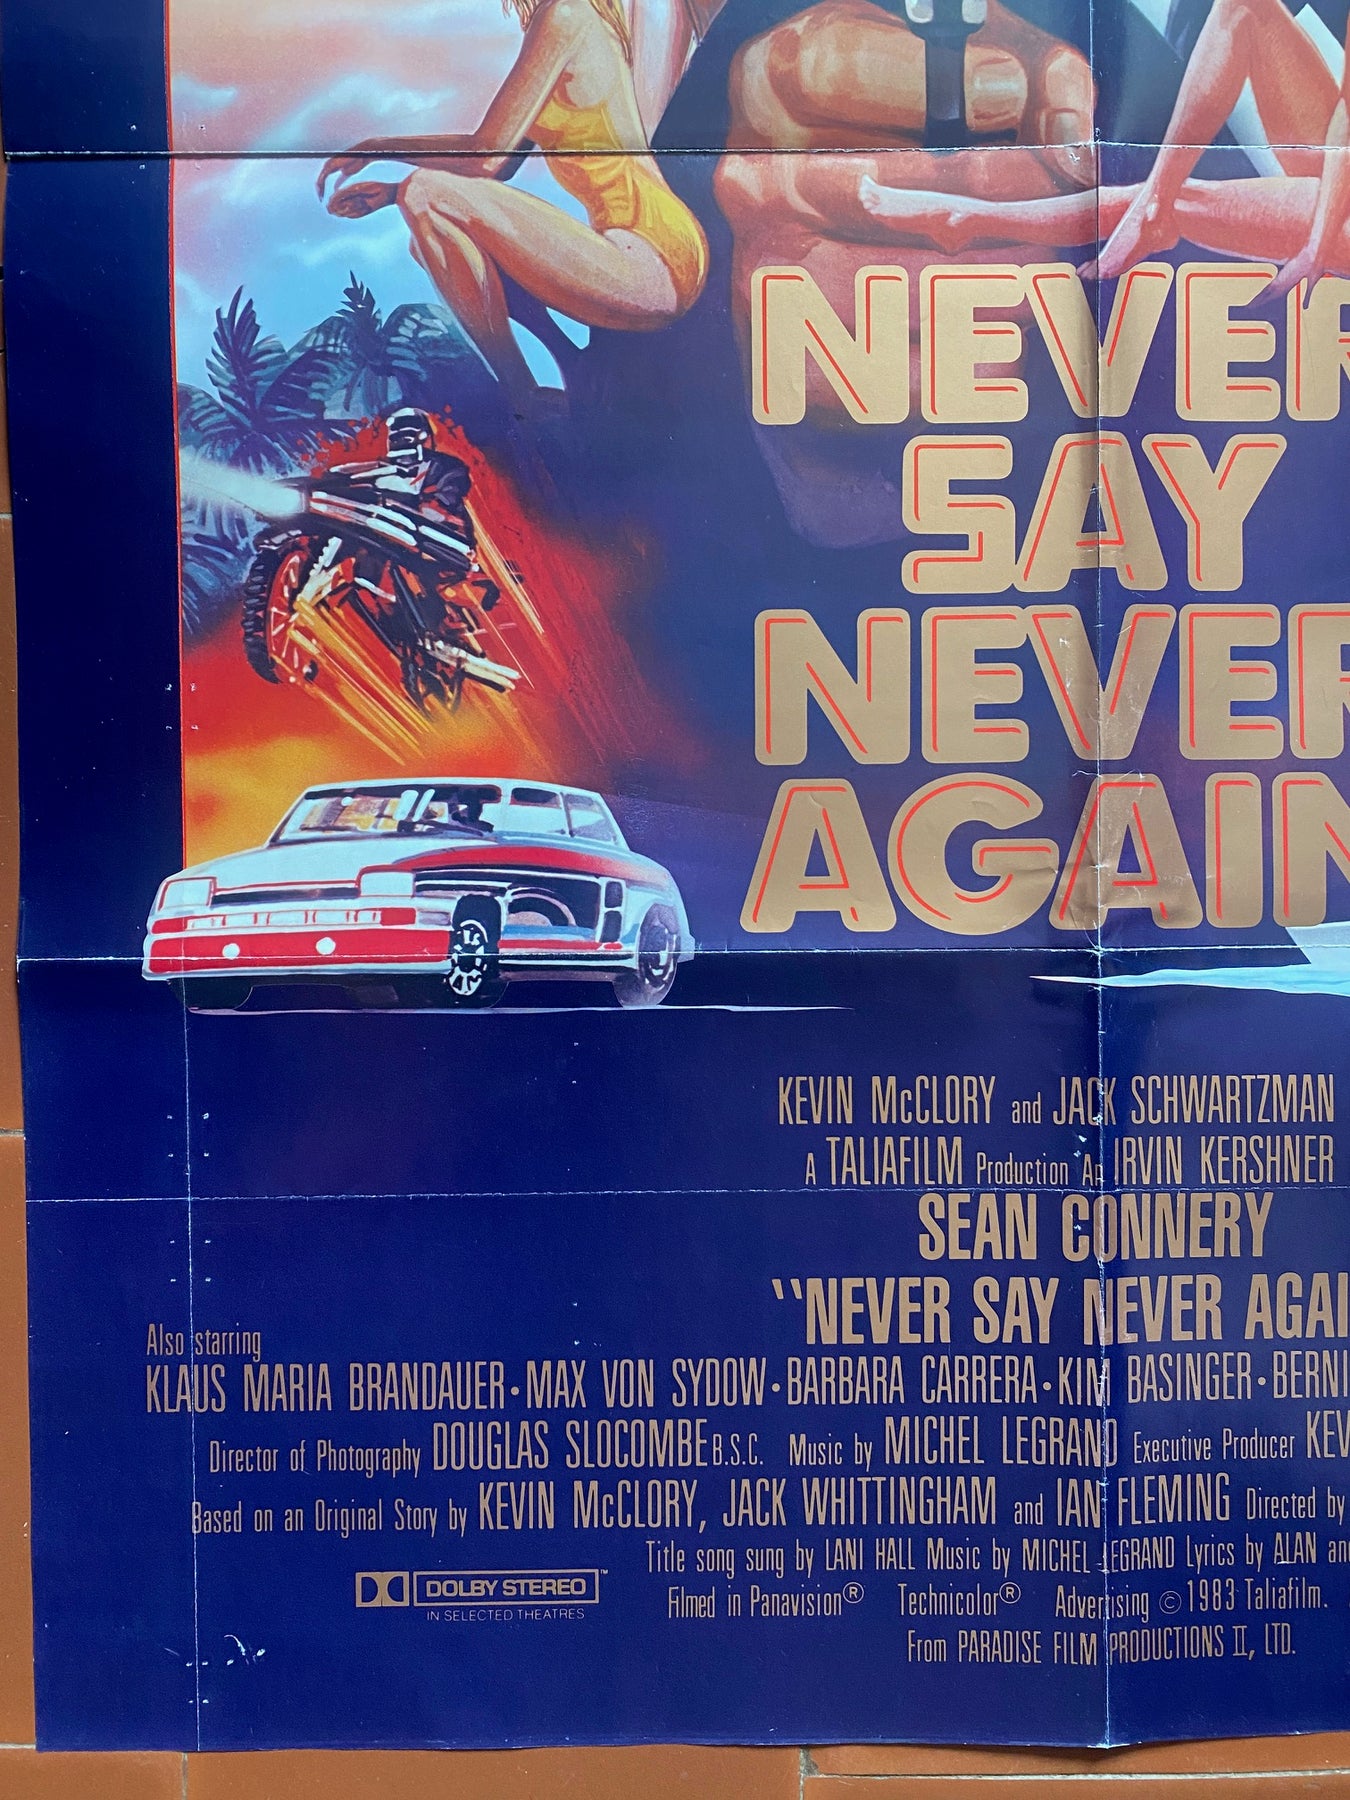 NEVER
SAY
NEVER
AGAIN
KEVIN McCLORY and JACK SCHWARTZMAN
A TALIAFILM Production An IRVIN KERSHNER
SEAN CONNERY
"NEVER SAY NEVER AGAI
Also starring
KLAUS MARIA BRANDAUER • MAX VON SYDOW • BARBARA CARRERA • KIM BASINGER • BERNI
Director of Photography DOUGLAS SLOCOMBE B.S.C. Music by MICHEL LEGRAND Executive Producer KEV
Based on an Original Story by KEVIN McCLORY, JACK WHITTINGHAM and IAN FLEMING Directed by
Title song sung by LANI HALL Music by MICHEL LEGRAND Lyrics by ALAN and
DOLBY STEREO™
IN SELECTED THEATRES
Filmed in Panavision® Technicolor® Advertising © 1983 Taliafilm.
From PARADISE FILM PRODUCTIONS II, LTD.